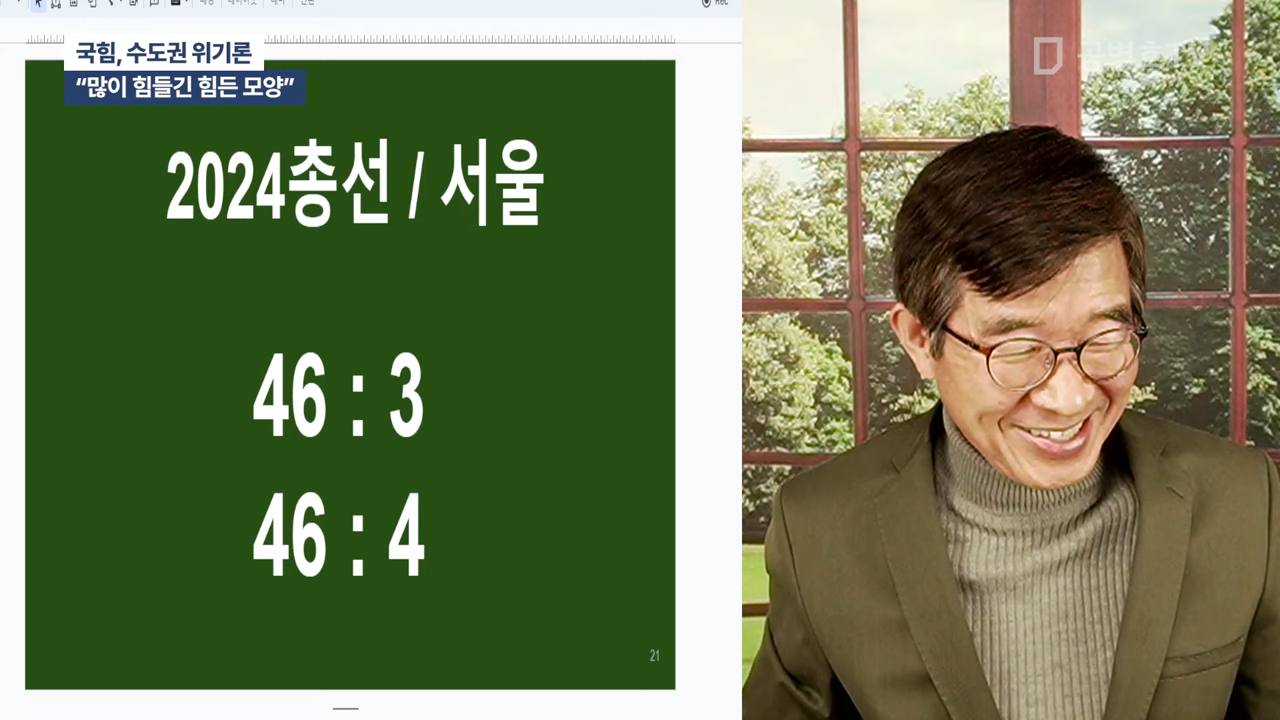 국힘, 수도권 위기론
“많이 힘들긴 힘든 모양”
2024총선 / 서울
46 : 3
46 : 4
21
Rec